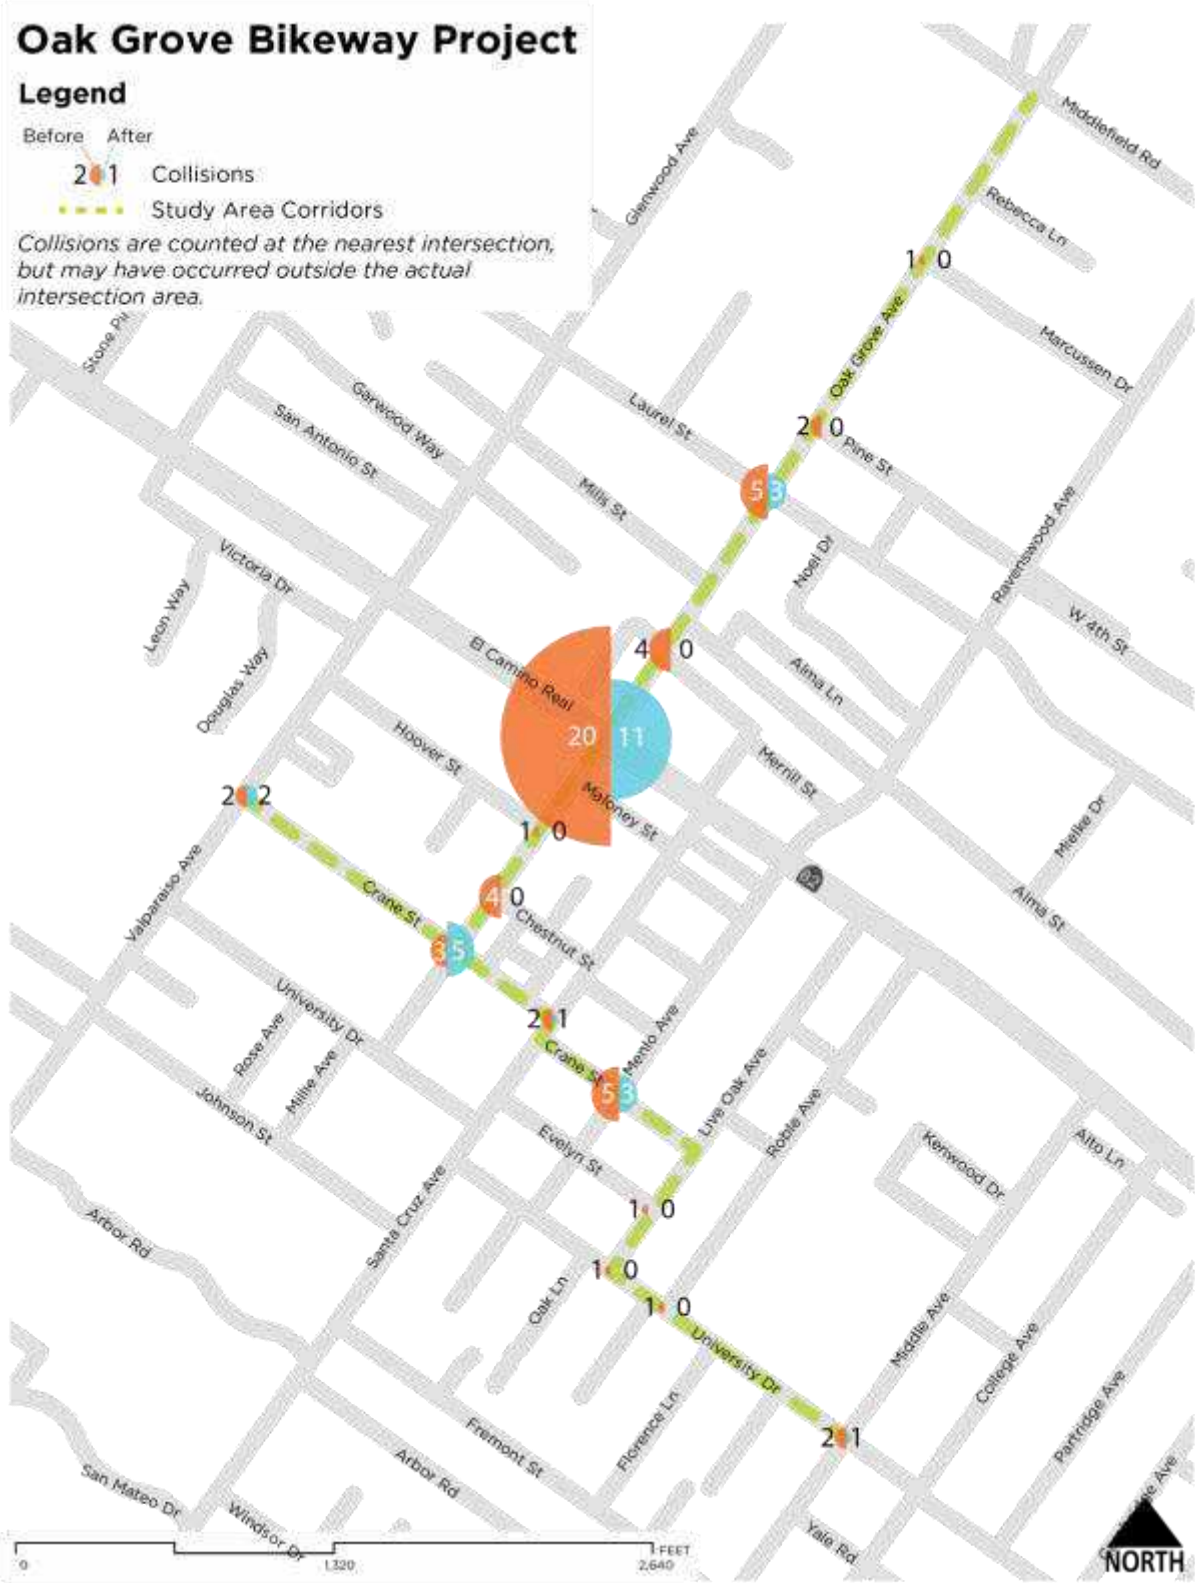 Oak Grove Bikeway Project
Legend
Before After
2 1 Collisions
Study Area Corridors
Collisions are counted at the nearest intersection,
but may have occurred outside the actual
intersection area.
Middlefield Rd
Glenwood Ave
Rebecca Ln
1 0
Marcussen Dr
Oak Grove Ave
Stone
Garwood Way
San Antonio St
Laurel St
2 0
Pine St
5 3
Mills St
Ravenswood Ave
Noel Dr
Victoria Dr
Leon Way
W 4th St
Douglas Way
El Camino Real
4 0
Alma Ln
Hoover St
20 11
Merrill St
Maloney St
2 2
1 0
Mielke Dr
82
Valparaiso Ave
Crane St
4 0
Chestnut St
Alma St
3 5
University Dr
2 1
Rose Ave
Millie Ave
Crane St
Menlo Ave
5 3
Live Oak Ave
Roble Ave
Johnson St
Evelyn St
Kenwood Dr
Alto Ln
Santa Cruz Ave
1 0
Arbor Rd
1 0
Oak Ln
1 0
University Dr
Middle Ave
College Ave
Partridge Ave
Florence Ln
2 1
Fremont St
Arbor Rd
San Mateo Dr
Windsor Dr
Yale Rd
Ave
0 1,320 2,640 FEET
NORTH